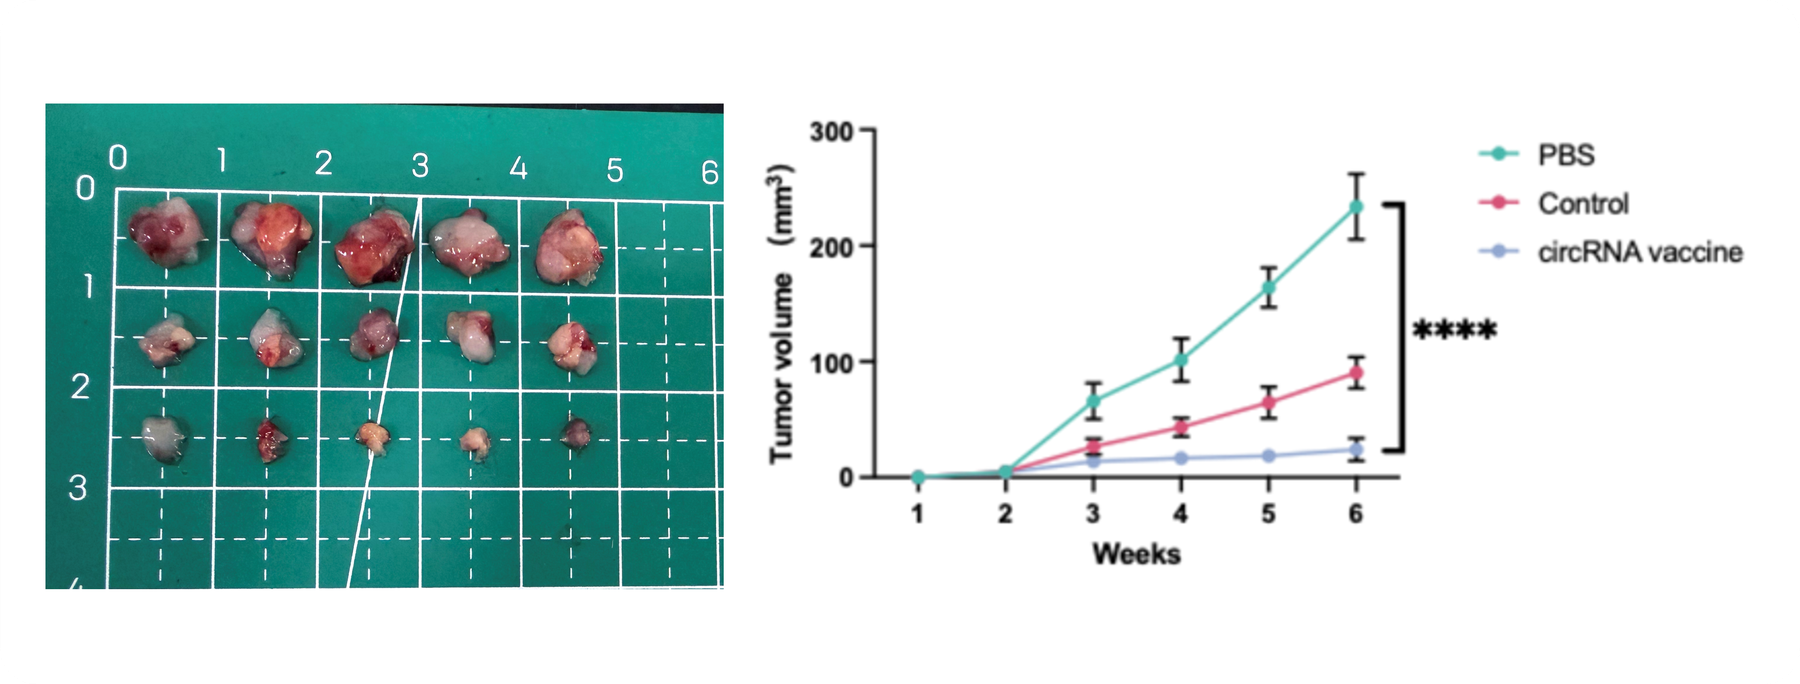 0 1 2 3 4 5 6
0
1
2
3
4
Tumor volume (mm³)
300
200
100
0
1 2 3 4 5 6
Weeks
PBS
Control
circRNA vaccine
****